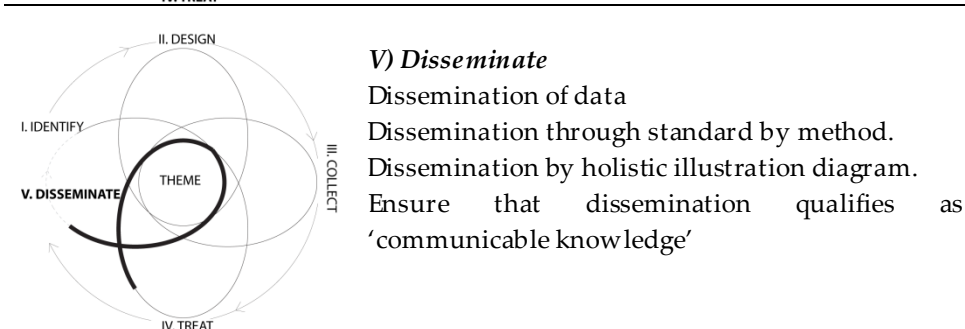 II. DESIGN
I. IDENTIFY
III. COLLECT
THEME
V. DISSEMINATE
IV. TREAT
V) Disseminate
Dissemination of data
Dissemination through standard by method.
Dissemination by holistic illustration diagram.
Ensure that dissemination qualifies as
‘communicable knowledge’